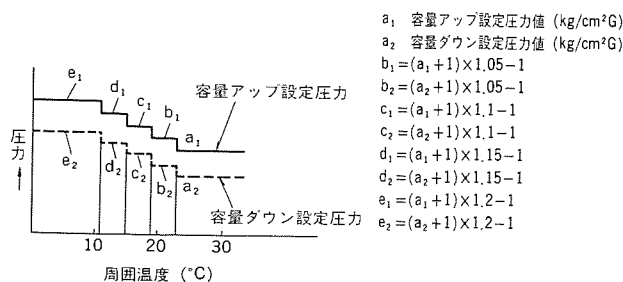 a₁ 容量アップ設定圧力値 (kg/cm²G)
a₂ 容量ダウン設定圧力値 (kg/cm²G)
b₁=(a₁+1)×1.05−1
b₂=(a₂+1)×1.05−1
c₁=(a₁+1)×1.1−1
c₂=(a₂+1)×1.1−1
d₁=(a₁+1)×1.15−1
d₂=(a₂+1)×1.15−1
e₁=(a₁+1)×1.2−1
e₂=(a₂+1)×1.2−1
e₁
d₁
c₁
b₁
a₁
容量アップ設定圧力
圧力
e₂
d₂
c₂
b₂
a₂
容量ダウン設定圧力
10 20 30
周囲温度 (°C)